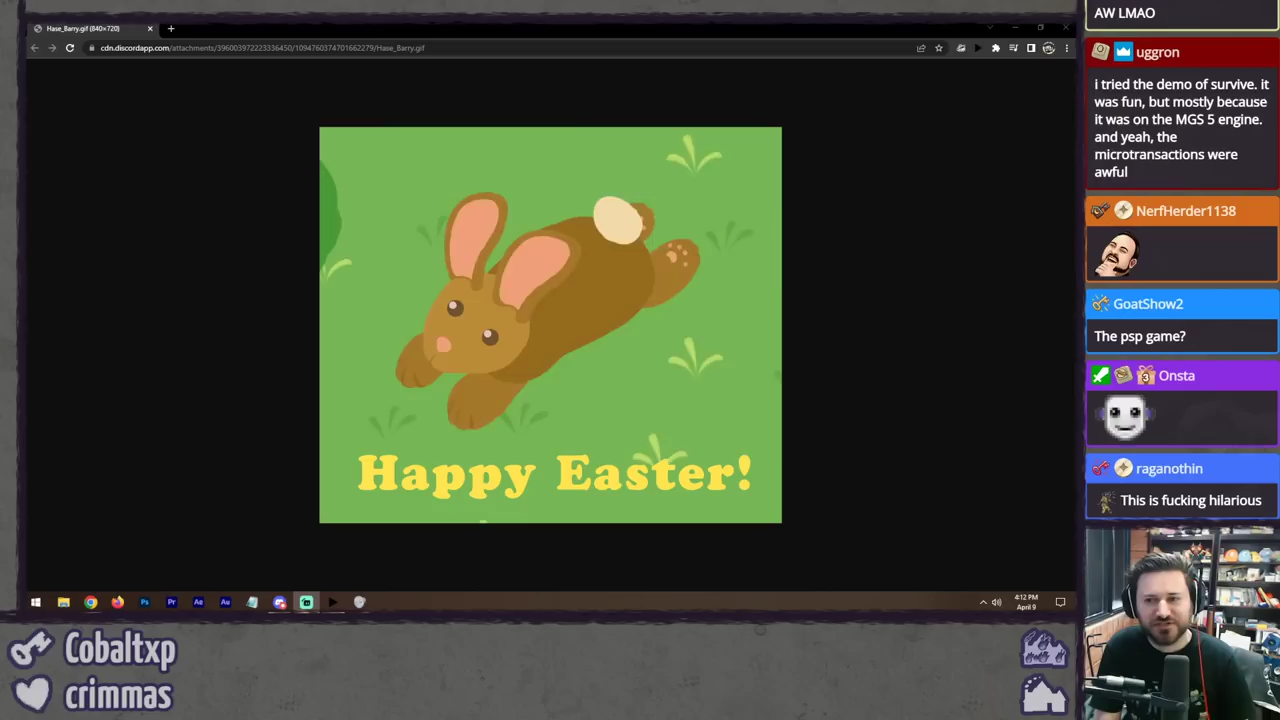 Hase_Barry.gif (840×720)
cdn.discordapp.com/attachments/396003972223336450/1094760374701662279/Hase_Barry.gif
Happy Easter!
4:12 PM
April 9
Cobaltxp
crimmas
AW LMAO
uggron
i tried the demo of survive. it
was fun, but mostly because
it was on the MGS 5 engine.
and yeah, the
microtransactions were
awful
NerfHerder1138
GoatShow2
The psp game?
3 Onsta
raganothin
This is fucking hilarious